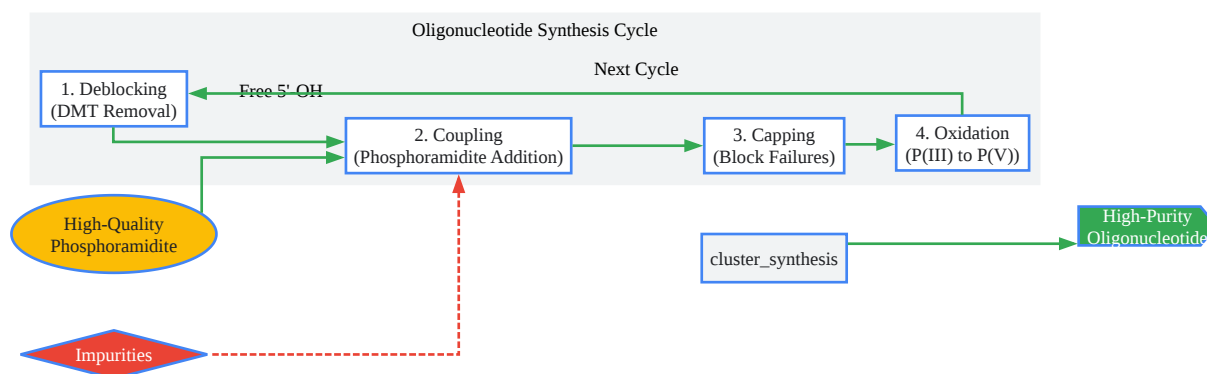 Oligonucleotide Synthesis Cycle
Next Cycle
1. Deblocking
(DMT Removal)
Free 5'-OH
2. Coupling
(Phosphoramidite Addition)
3. Capping
(Block Failures)
4. Oxidation
(P(III) to P(V))
High-Quality
Phosphoramidite
High-Purity
Oligonucleotide
cluster_synthesis
Impurities